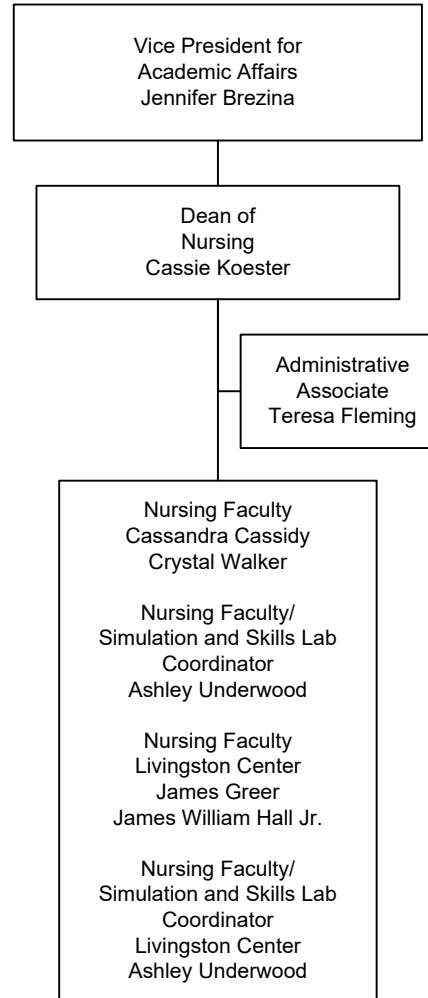 Vice President for
Academic Affairs
Jennifer Brezina
Dean of
Nursing
Cassie Koester
Administrative
Associate
Teresa Fleming
Nursing Faculty
Cassandra Cassidy
Crystal Walker
Nursing Faculty/
Simulation and Skills Lab
Coordinator
Ashley Underwood
Nursing Faculty
Livingston Center
James Greer
James William Hall Jr.
Nursing Faculty/
Simulation and Skills Lab
Coordinator
Livingston Center
Ashley Underwood